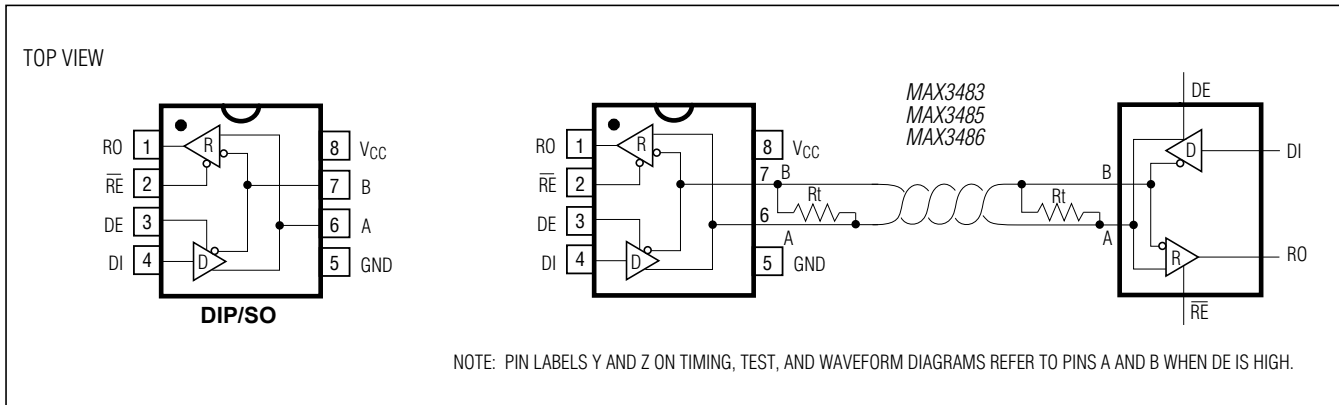 TOP VIEW
RO 1
R
8 VCC
RE 2
7 B
DE 3
6 A
DI 4
D
5 GND
DIP/SO
RO 1
R
8 VCC
RE 2
7 B
DE 3
6 A
DI 4
D
5 GND
Rt
MAX3483
MAX3485
MAX3486
Rt
B
A
DE
D
DI
R
RO
RE
NOTE: PIN LABELS Y AND Z ON TIMING, TEST, AND WAVEFORM DIAGRAMS REFER TO PINS A AND B WHEN DE IS HIGH.